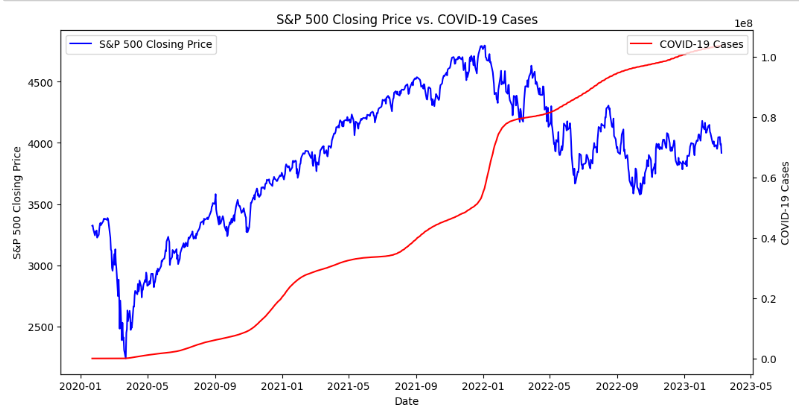 S&P 500 Closing Price vs. COVID-19 Cases
1e8
S&P 500 Closing Price
COVID-19 Cases
4500
4000
3500
3000
2500
S&P 500 Closing Price
1.0
0.8
0.6
0.4
0.2
0.0
COVID-19 Cases
2020-01 2020-05 2020-09 2021-01 2021-05 2021-09 2022-01 2022-05 2022-09 2023-01 2023-05
Date